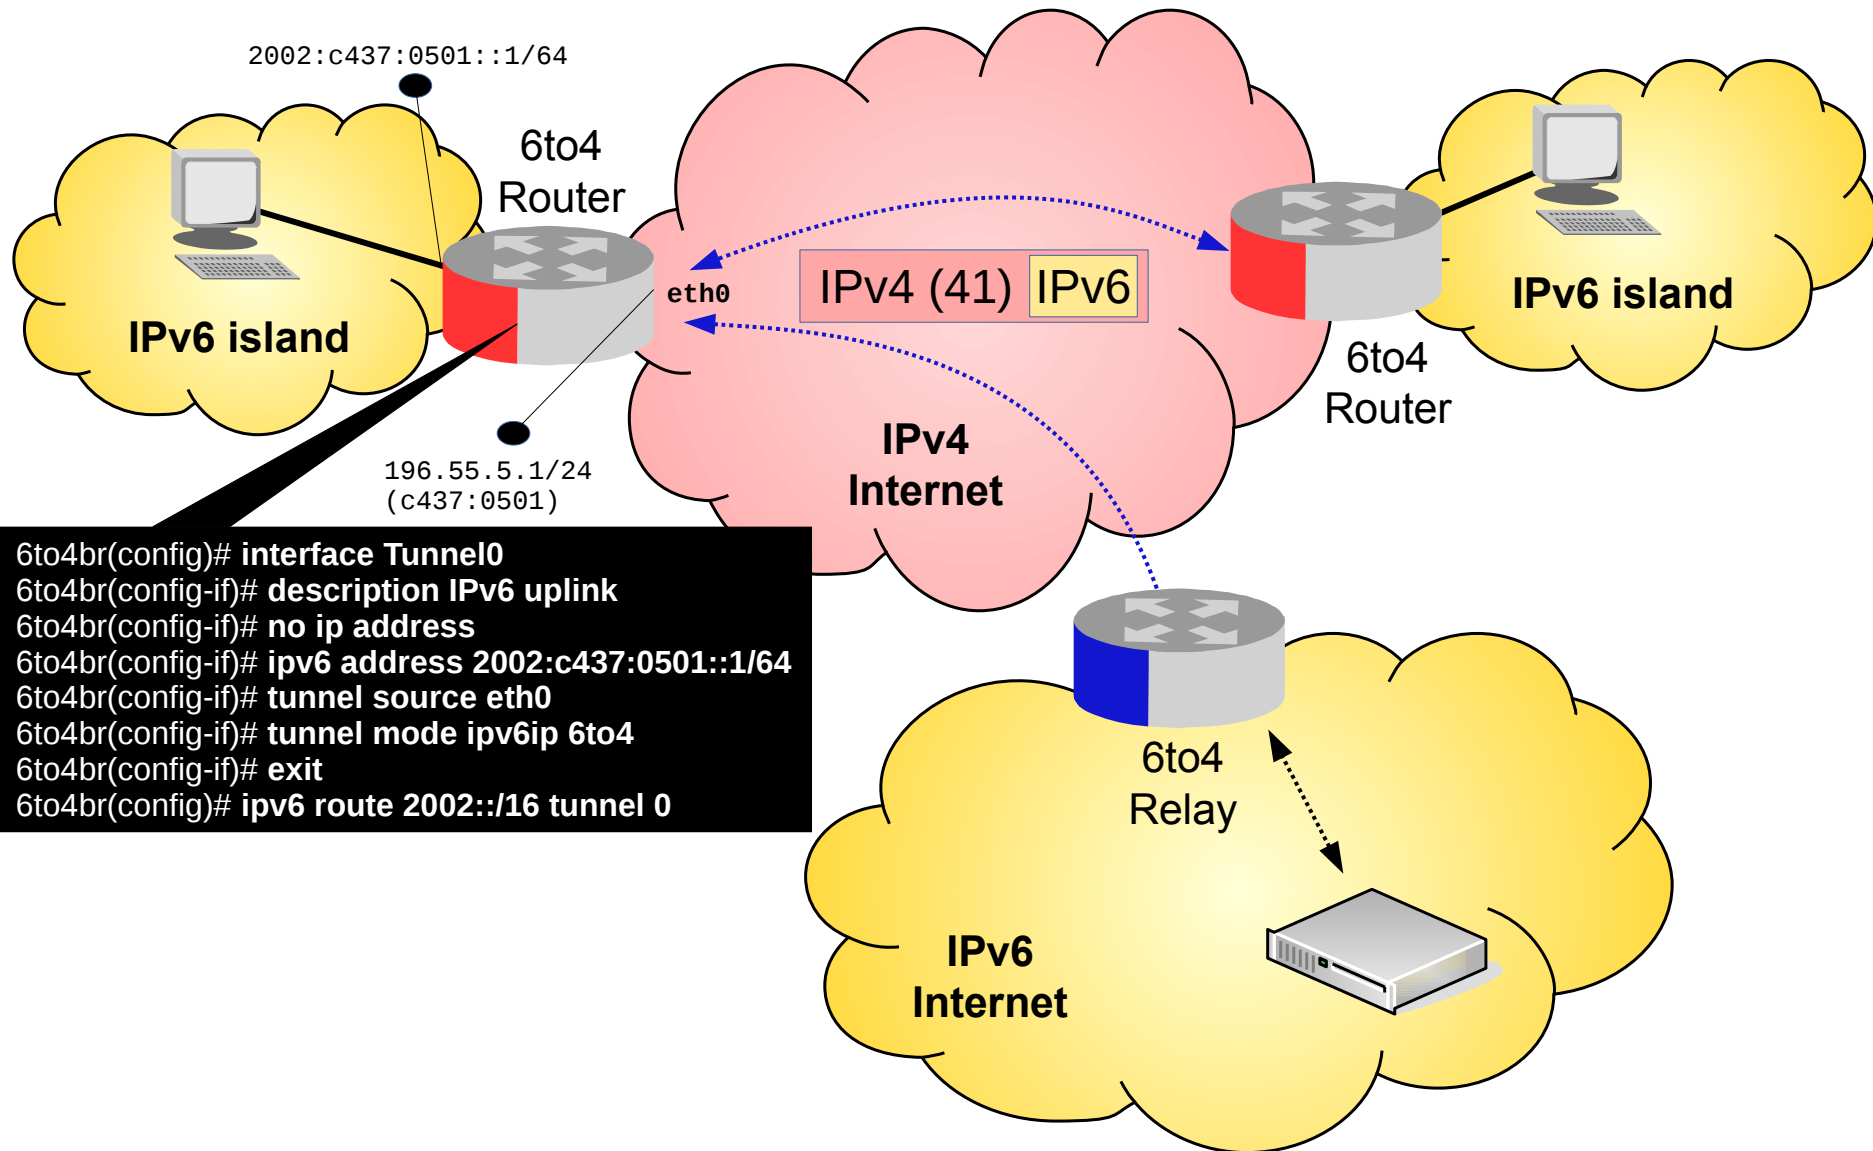 2002:c437:0501::1/64
6to4
Router
eth0
IPv4 (41) IPv6
IPv6 island
IPv6 island
6to4
Router
IPv4
Internet
196.55.5.1/24
(c437:0501)
6to4br(config)# interface Tunnel0
6to4br(config-if)# description IPv6 uplink
6to4br(config-if)# no ip address
6to4br(config-if)# ipv6 address 2002:c437:0501::1/64
6to4br(config-if)# tunnel source eth0
6to4br(config-if)# tunnel mode ipv6ip 6to4
6to4br(config-if)# exit
6to4br(config)# ipv6 route 2002::/16 tunnel 0
6to4
Relay
IPv6
Internet